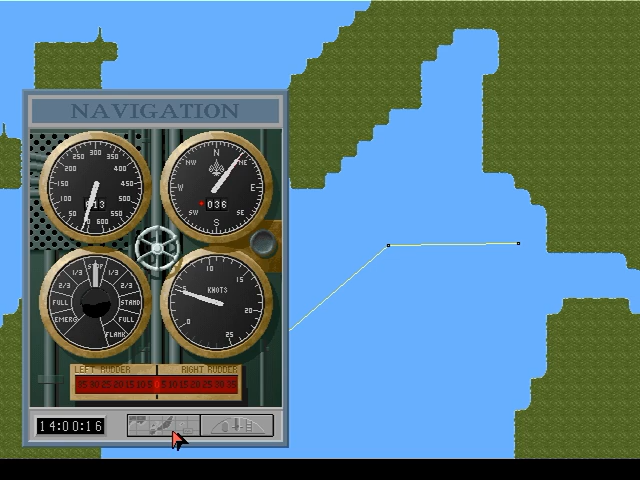 NAVIGATION
250 300 350
200 400
150 450
100 500
50 550
0 600
013
N
NW NE
W E
SW SE
S
036
STOP
1/3 1/3
2/3 2/3
FULL STAND
EMERG FULL
FLANK
10
5 15
KNOTS
0 20
25
LEFT RUDDER RIGHT RUDDER
35 30 25 20 15 10 5 0 5 10 15 20 25 30 35
14:00:16